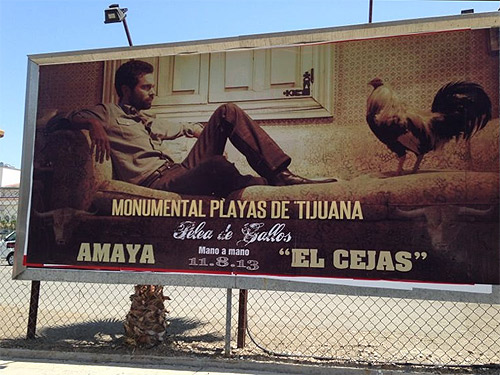 MONUMENTAL PLAYAS DE TIJUANA
Pelea de Gallos
AMAYA Mano a mano "EL CEJAS"
11.8.13